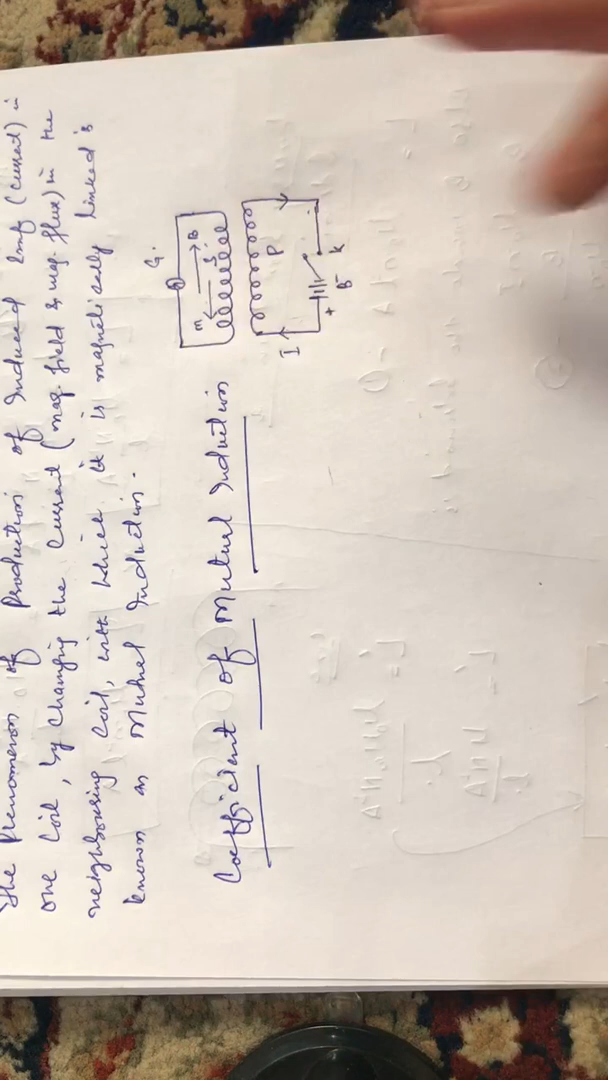 The Phenomenon of Production of Induced Emf (current) in
one coil, by changing the current (mag. field & mag. flux) in the
neighbouring coil, with which it is magnetically linked is
known as Mutual Induction.
G.
m
B
S
P
I
+
B
-
K
Coefficient of Mutual Induction